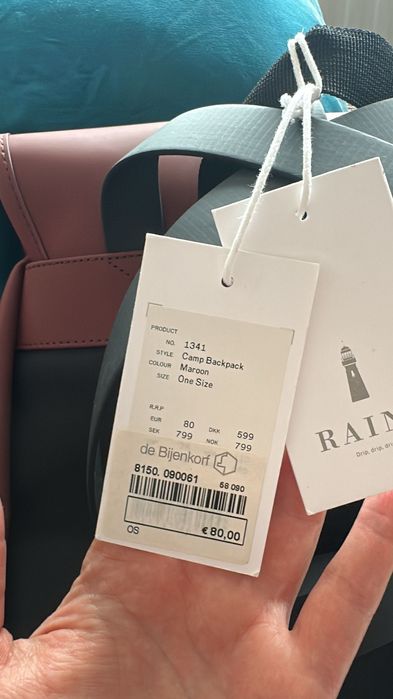 PRODUCT
NO. 1341
STYLE Camp Backpack
COLOUR Maroon
SIZE One Size
R.R.P
EUR 80 DKK 599
SEK 799 NOK 799
de Bijenkorf
8150. 090061 58 090
OS € 80,00
RAIN
Drip, drip, dr